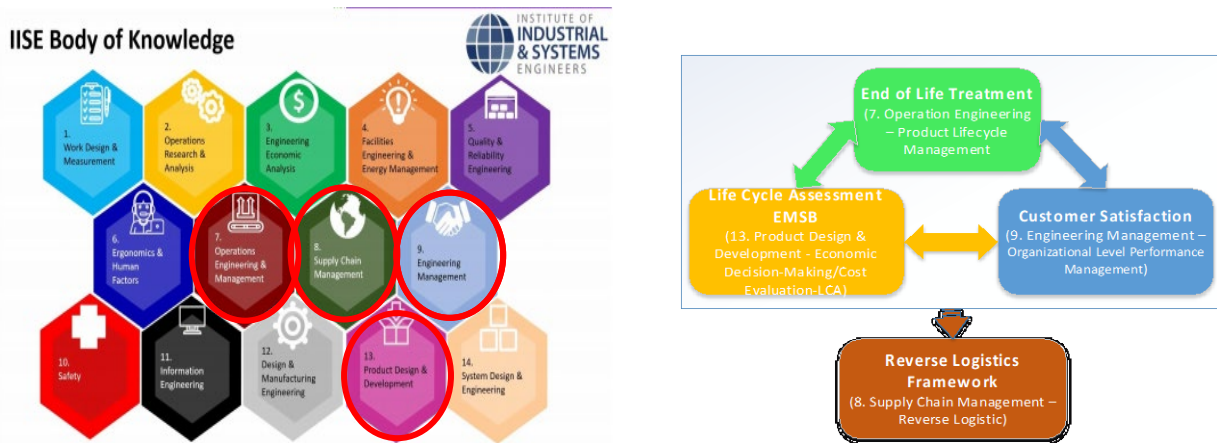 IISE Body of Knowledge
INSTITUTE OF
INDUSTRIAL
& SYSTEMS
ENGINEERS
1.
Work Design &
Measurement
2.
Operations
Research &
Analysis
3.
Engineering
Economic
Analysis
4.
Facilities
Engineering &
Energy Management
5.
Quality &
Reliability
Engineering
6.
Ergonomics &
Human
Factors
7.
Operations
Engineering &
Management
8.
Supply Chain
Management
9.
Engineering
Management
10.
Safety
11.
Information
Engineering
12.
Design &
Manufacturing
Engineering
13.
Product Design &
Development
14.
System Design &
Engineering
End of Life Treatment
(7. Operation Engineering
– Product Lifecycle
Management
Life Cycle Assessment
EMSB
(13. Product Design &
Development - Economic
Decision-Making/Cost
Evaluation-LCA)
Customer Satisfaction
(9. Engineering Management –
Organizational Level Performance
Management)
Reverse Logistics
Framework
(8. Supply Chain Management –
Reverse Logistic)